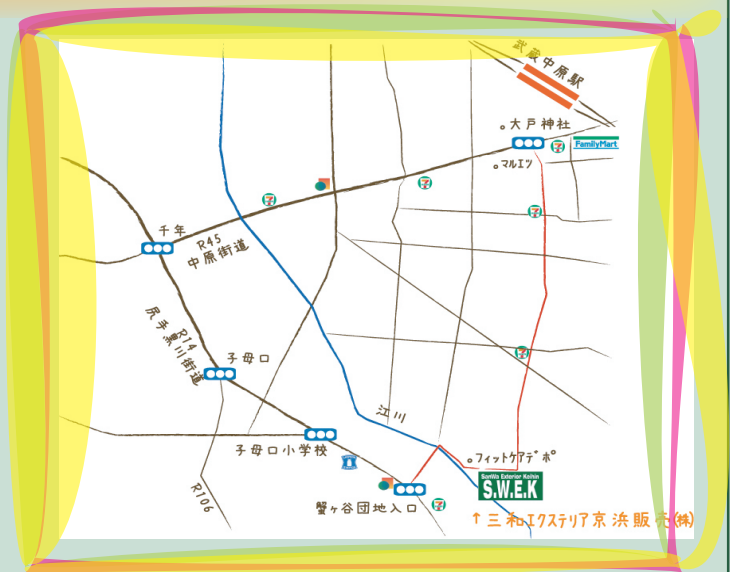 武蔵中原駅
大戸神社
FamilyMart
マルエツ
千年
R45
中原街道
R14
尻手黒川街道
子母口
江川
子母口小学校
フィットケアデポ
SanWa Exterior Keihin
S.W.E.K
R106
蟹ヶ谷団地入口
↑三和エクステリア京浜販売(株)